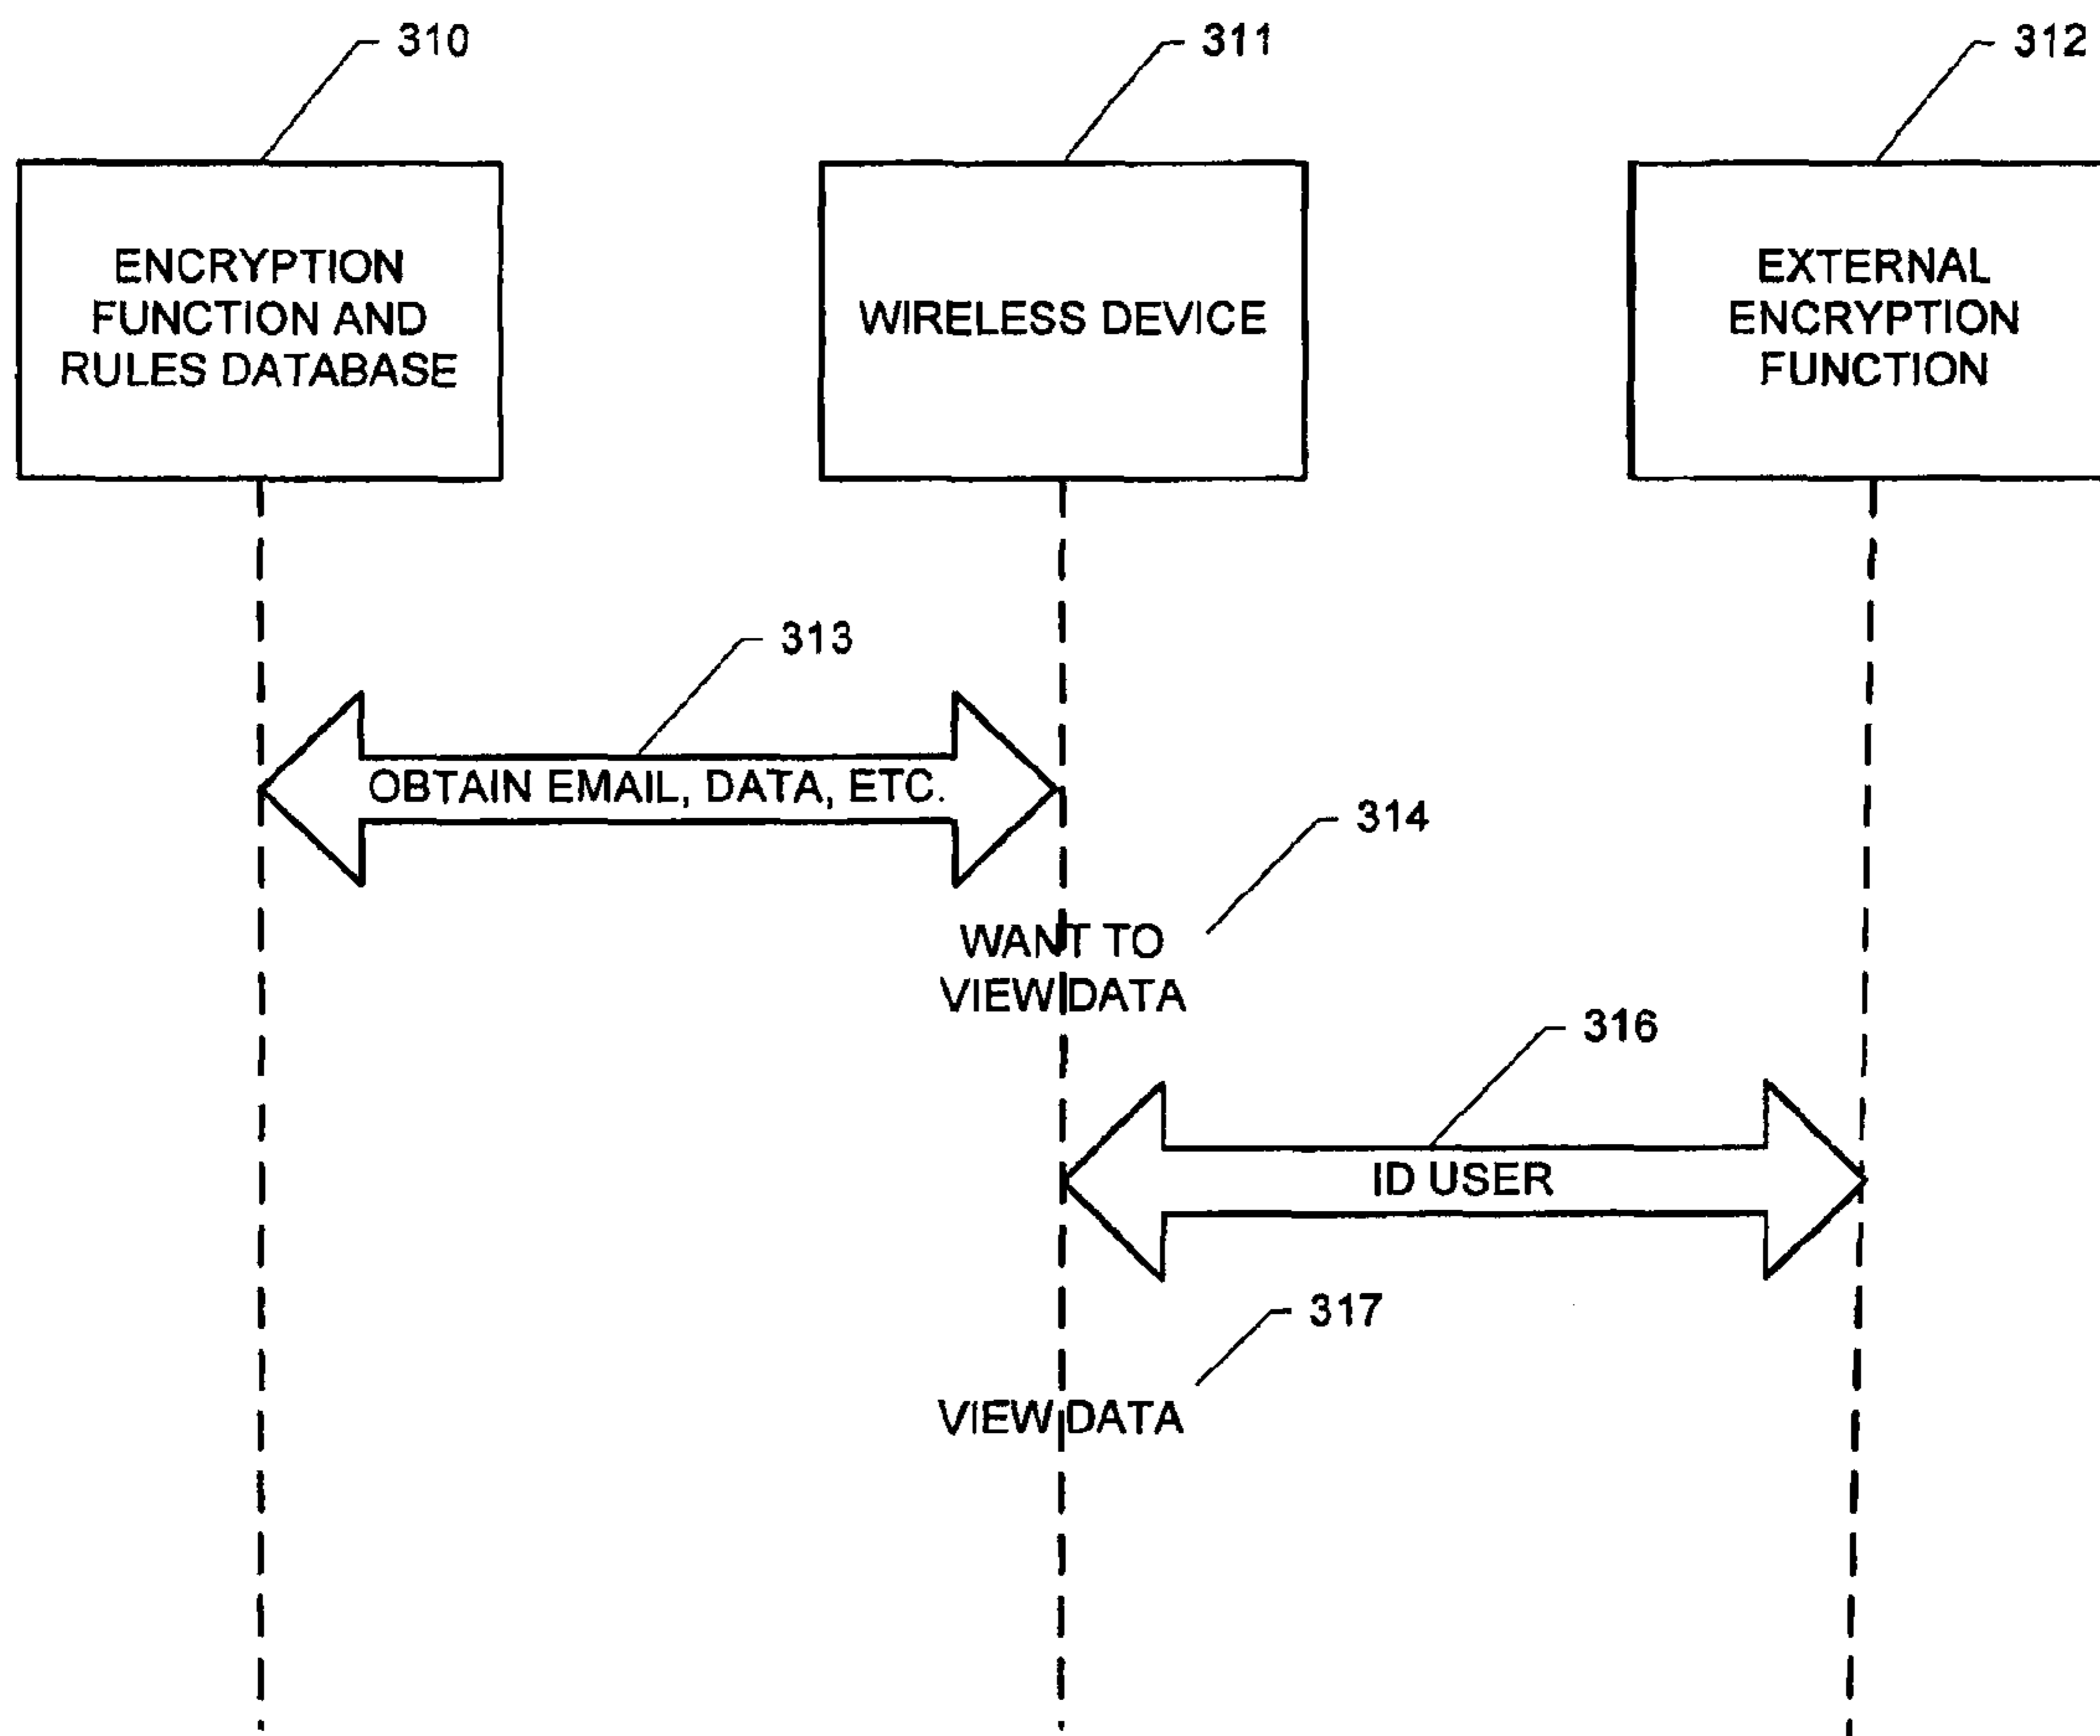 310
311
312
ENCRYPTION
FUNCTION AND
RULES DATABASE
WIRELESS DEVICE
EXTERNAL
ENCRYPTION
FUNCTION
313
OBTAIN EMAIL, DATA, ETC.
314
WANT TO
VIEW DATA
316
ID USER
317
VIEW DATA